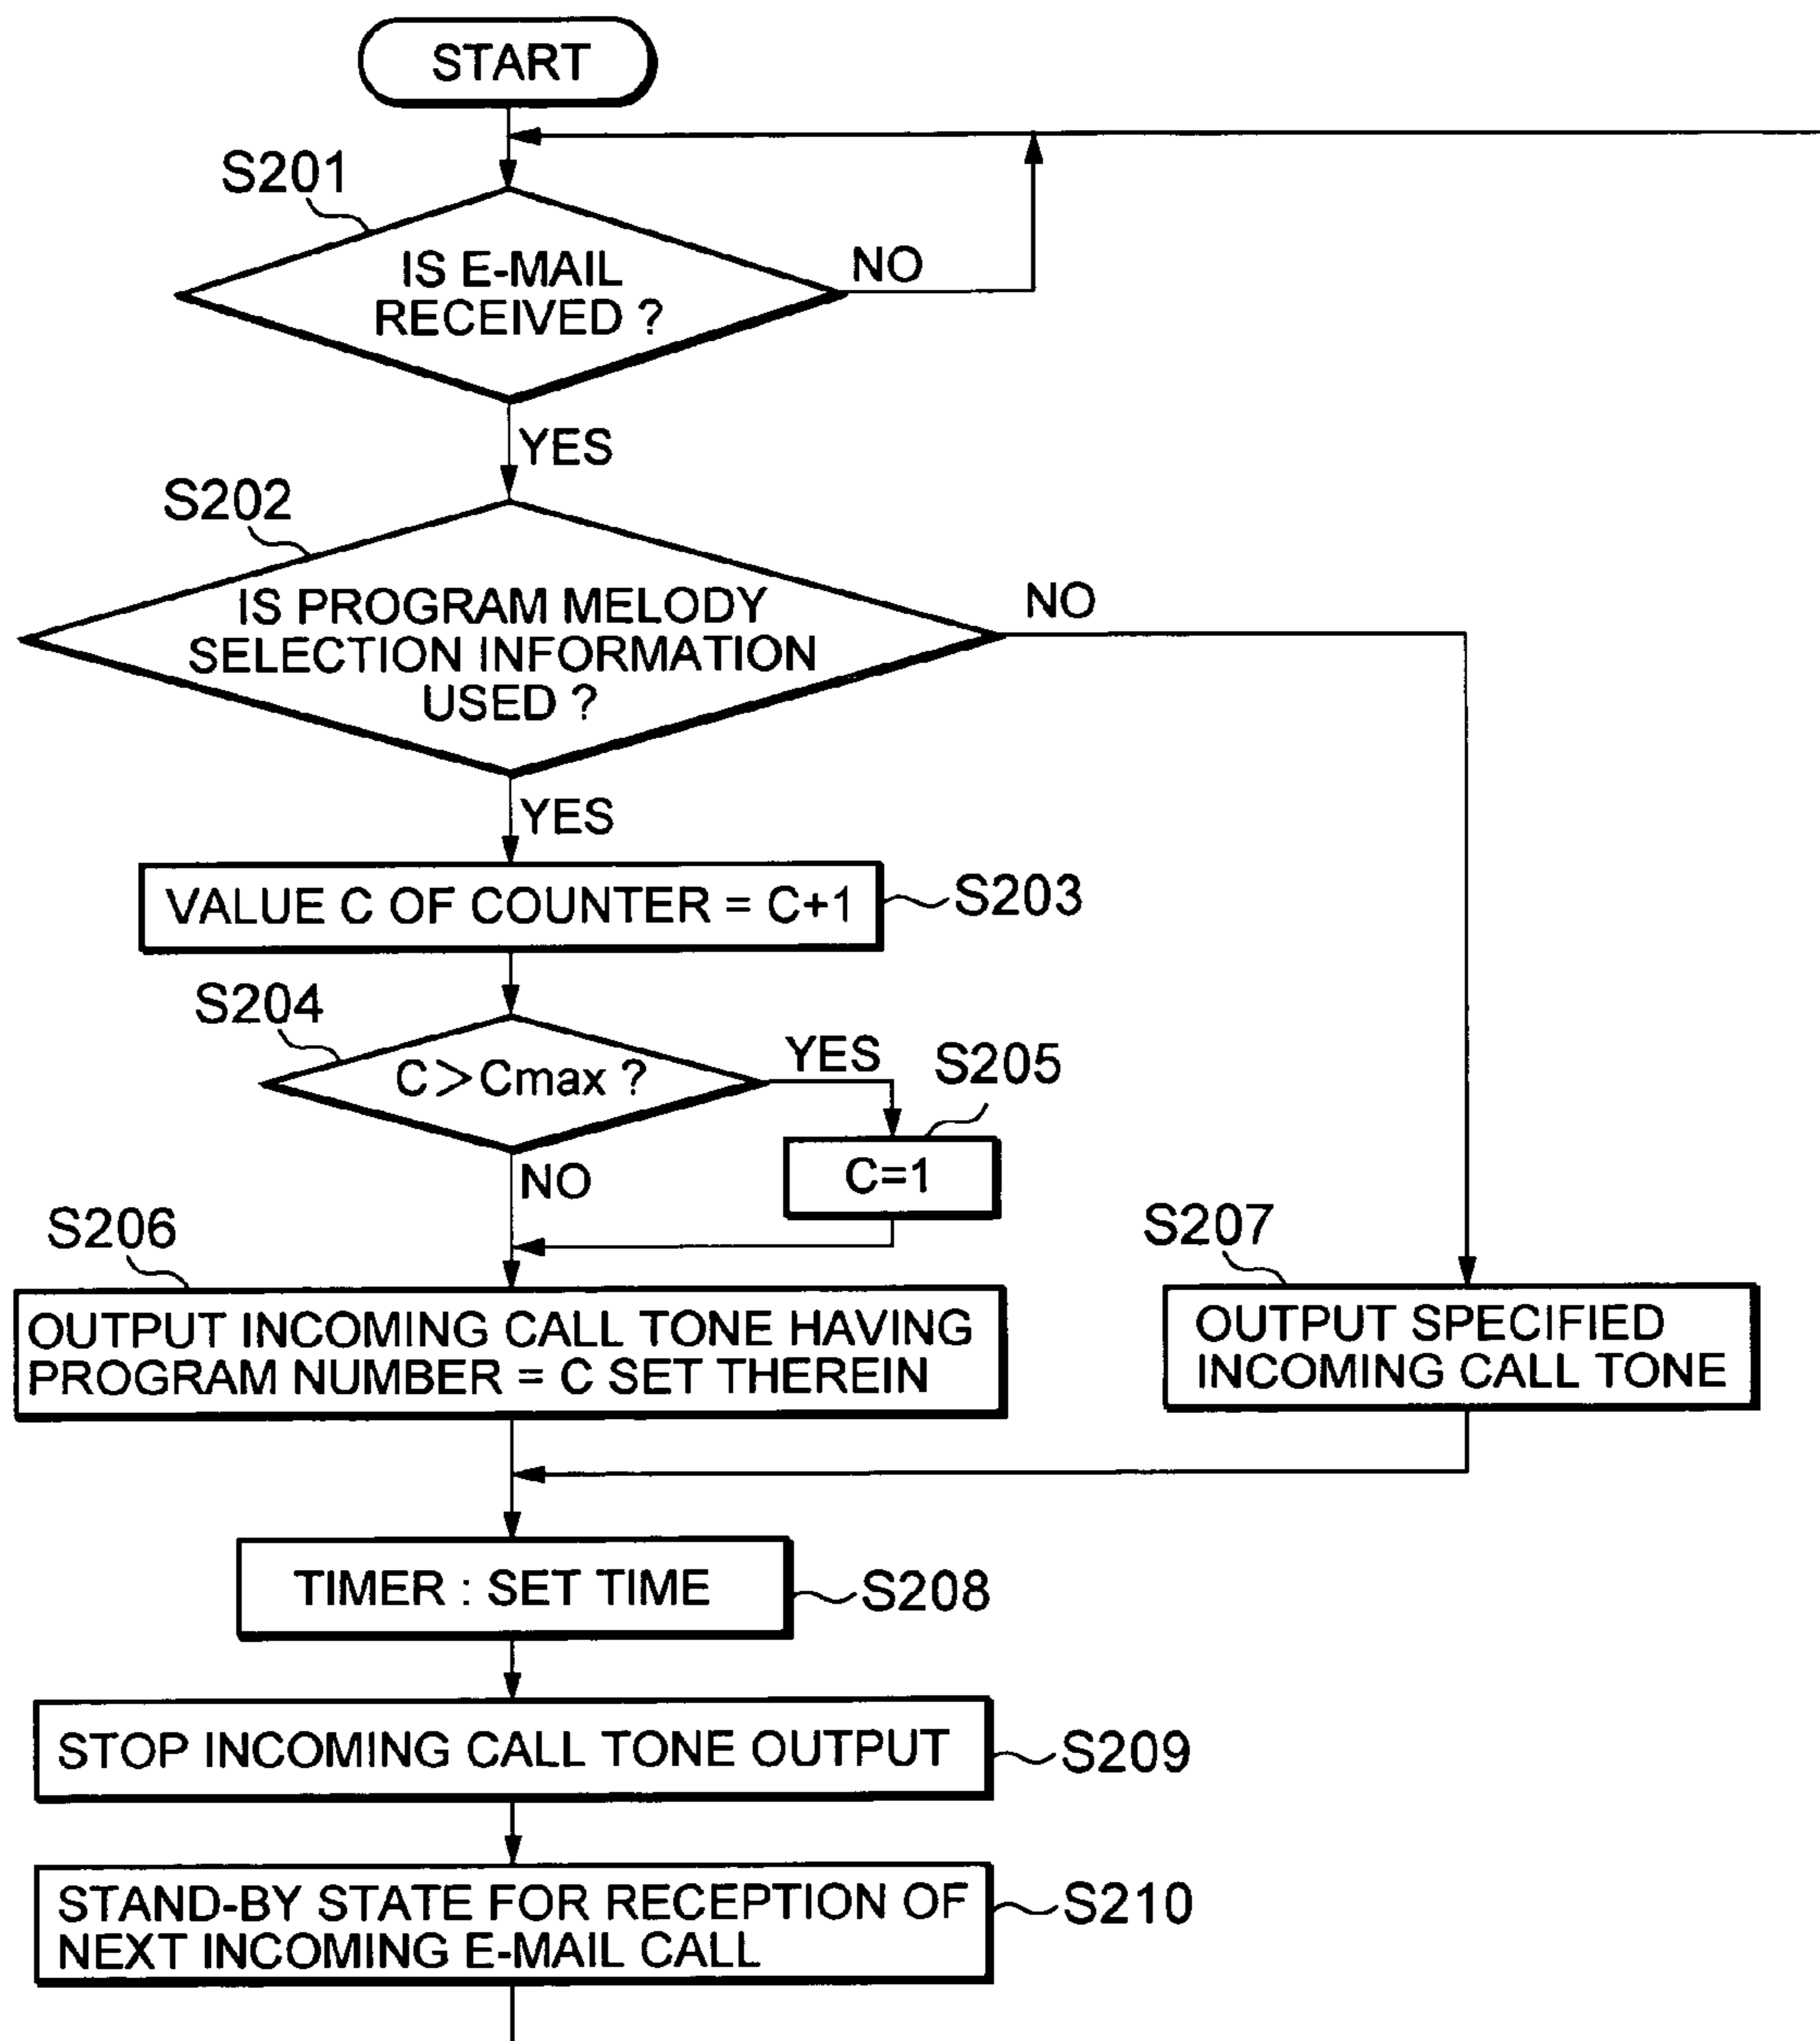 START
S201
IS E-MAIL
RECEIVED ?
NO
YES
S202
IS PROGRAM MELODY
SELECTION INFORMATION
USED ?
NO
YES
VALUE C OF COUNTER = C+1
S203
S204
C>Cmax ?
YES
S205
C=1
NO
S206
OUTPUT INCOMING CALL TONE HAVING
PROGRAM NUMBER = C SET THEREIN
S207
OUTPUT SPECIFIED
INCOMING CALL TONE
TIMER : SET TIME
S208
STOP INCOMING CALL TONE OUTPUT
S209
STAND-BY STATE FOR RECEPTION OF
NEXT INCOMING E-MAIL CALL
S210